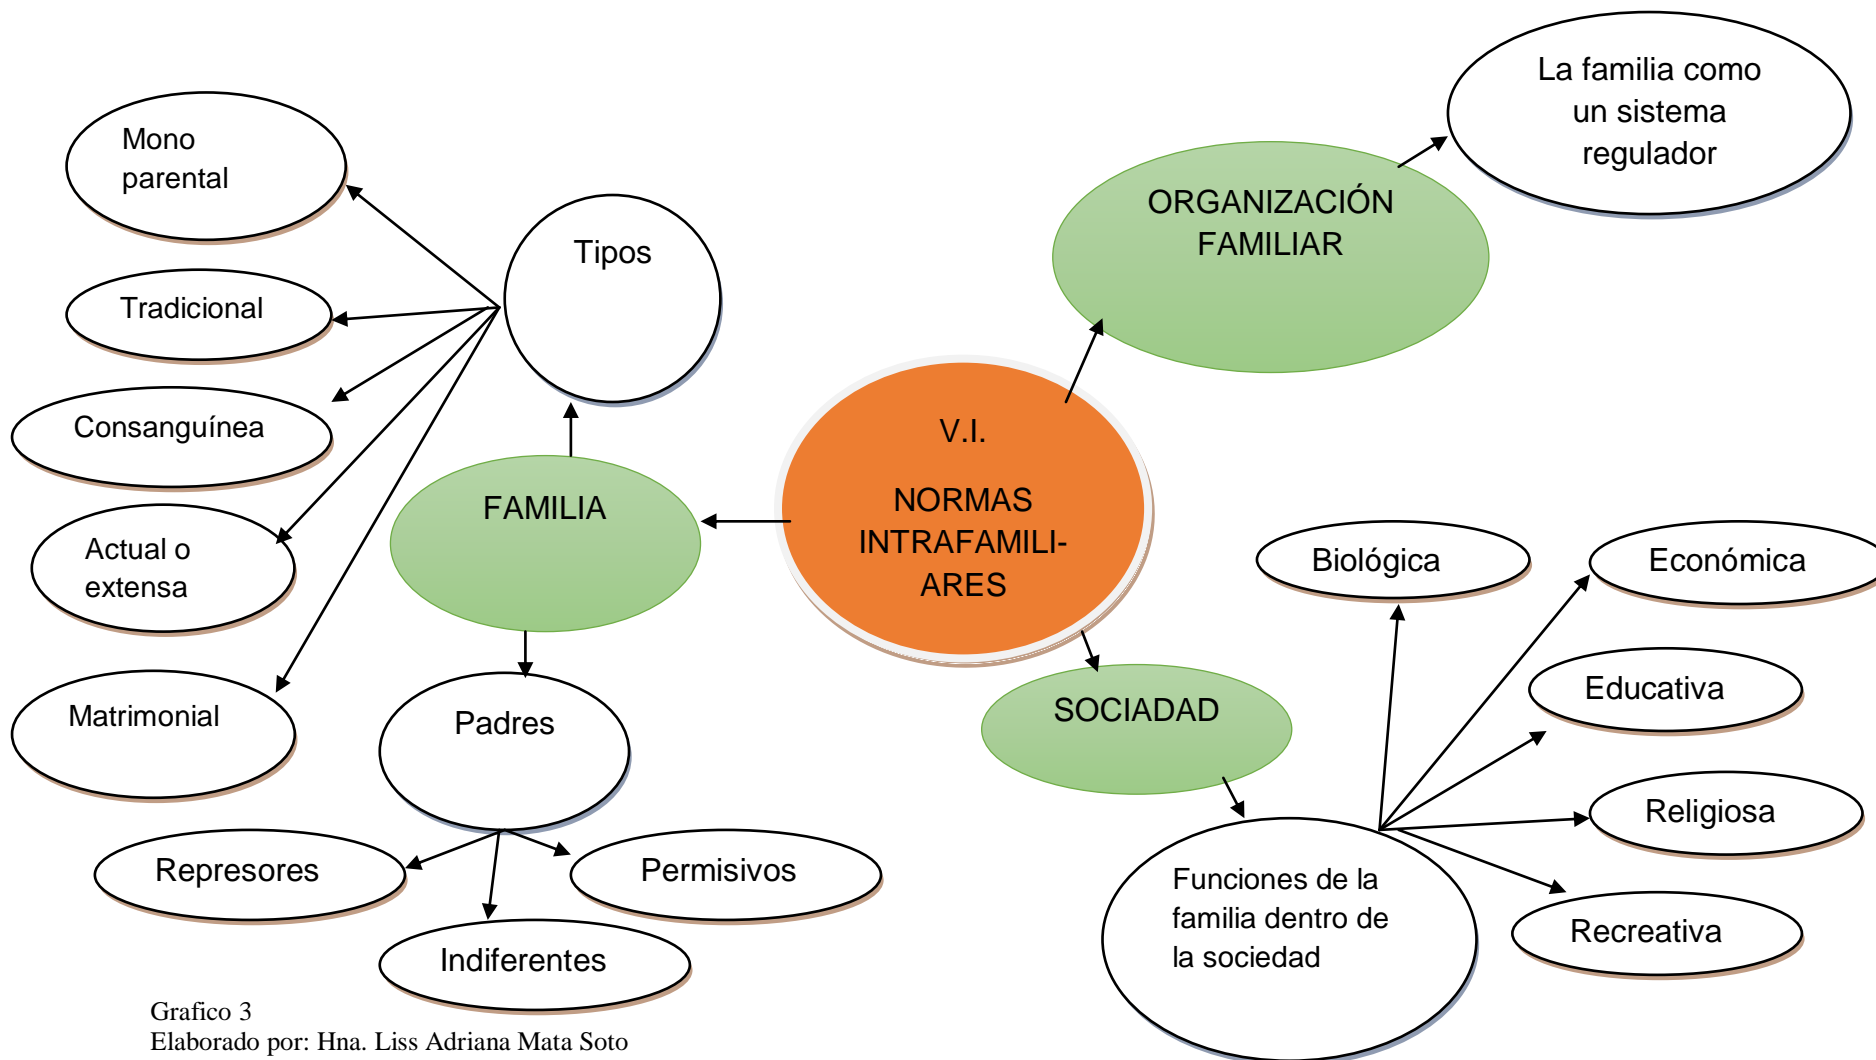 La familia como
un sistema
regulador
Mono
parental
ORGANIZACIÓN
FAMILIAR
Tipos
Tradicional
Consanguínea
V.I.
NORMAS
INTRAFAMILI-
ARES
FAMILIA
Actual o
extensa
Biológica
Económica
Educativa
Matrimonial
Padres
SOCIADAD
Religiosa
Represores
Permisivos
Funciones de la
familia dentro de
la sociedad
Recreativa
Indiferentes
Grafico 3
Elaborado por: Hna. Liss Adriana Mata Soto